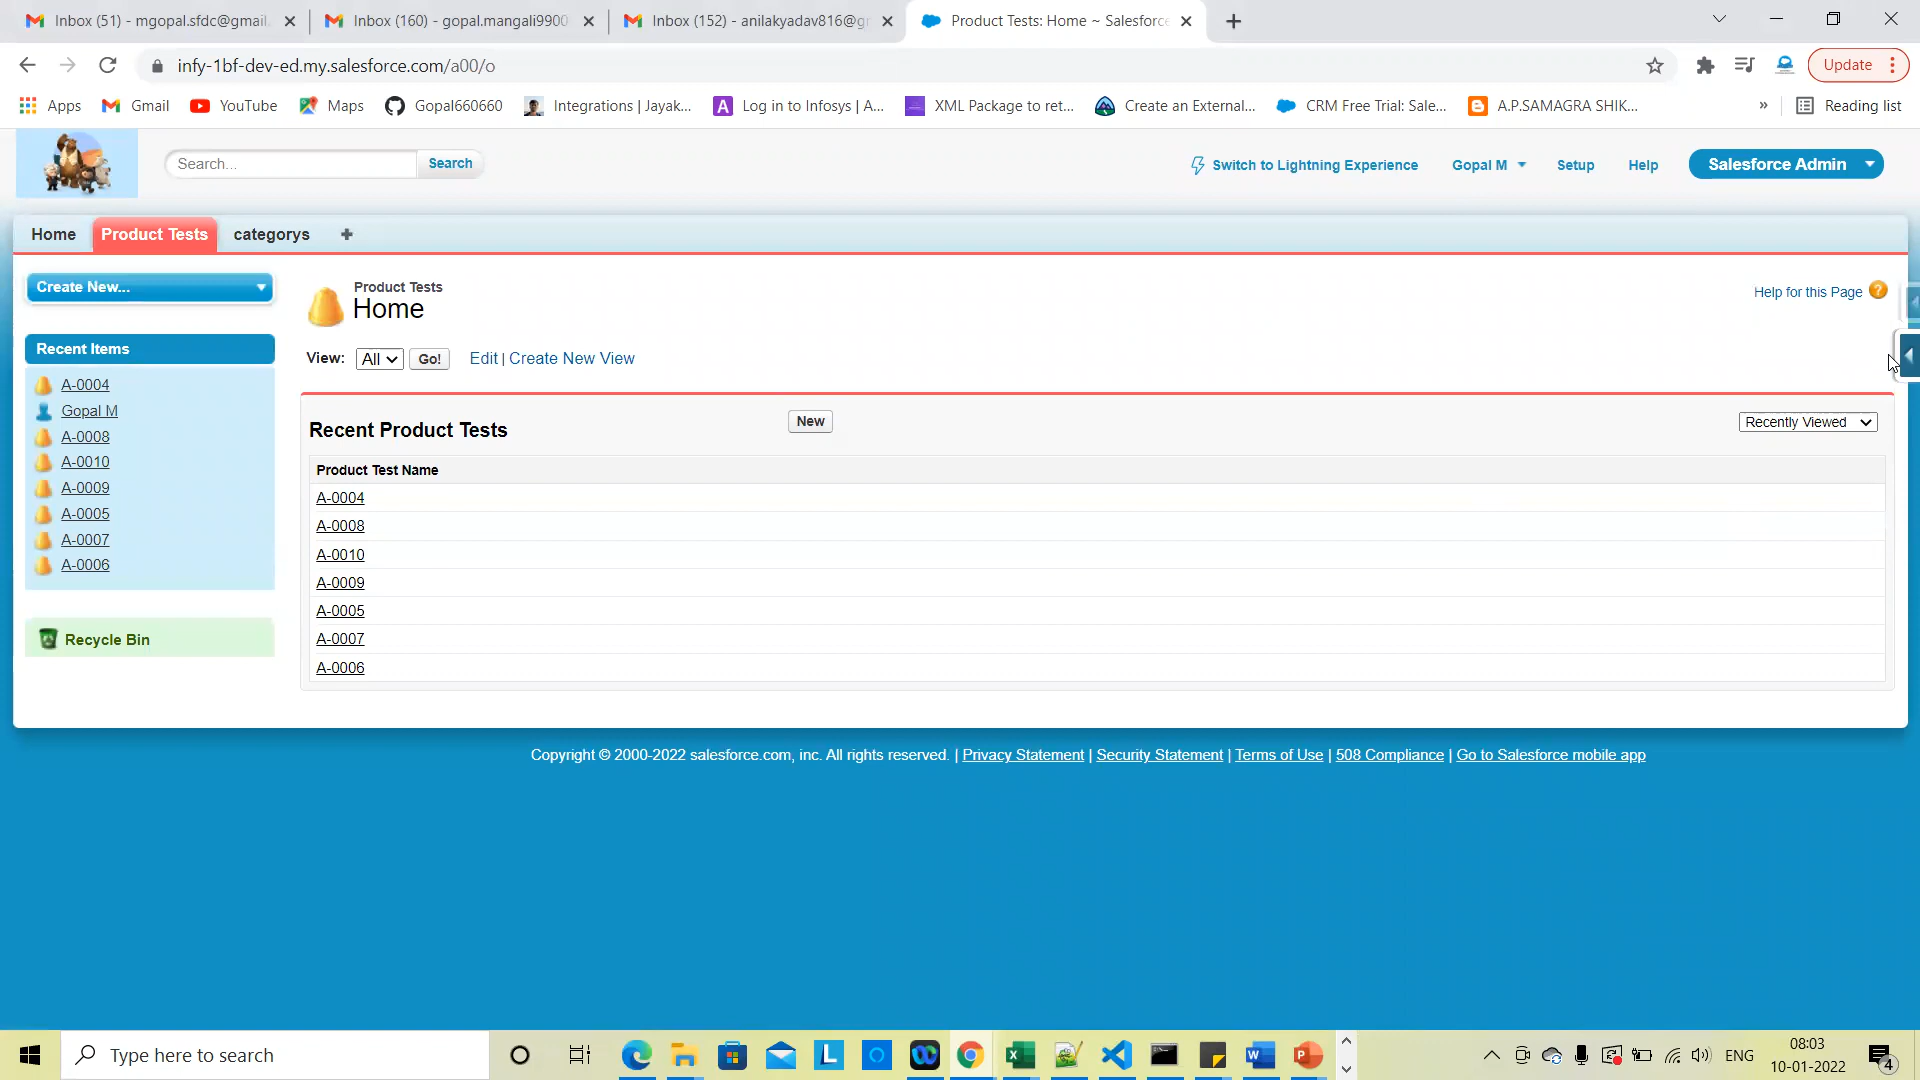 Inbox (51) - mgopal.sfdc@gmail.
Inbox (160) - gopal.mangali9900
Inbox (152) - anilakyadav816@gr
Product Tests: Home ~ Salesforce
infy-1bf-dev-ed.my.salesforce.com/a00/o
Update
Apps
Gmail
YouTube
Maps
Gopal660660
Integrations | Jayak...
Log in to Infosys | A...
XML Package to ret...
Create an External...
CRM Free Trial: Sale...
A.P.SAMAGRA SHIK...
»
Reading list
Search...
Search
Switch to Lightning Experience
Gopal M
Setup
Help
Salesforce Admin
Home
Product Tests
categorys
+
Create New...
Product Tests
Home
Help for this Page ?
View: All Go! Edit | Create New View
Recent Items
A-0004
Gopal M
A-0008
A-0010
A-0009
A-0005
A-0007
A-0006
Recycle Bin
Recent Product Tests
New
Recently Viewed
Product Test Name
A-0004
A-0008
A-0010
A-0009
A-0005
A-0007
A-0006
Copyright © 2000-2022 salesforce.com, inc. All rights reserved. | Privacy Statement | Security Statement | Terms of Use | 508 Compliance | Go to Salesforce mobile app
Type here to search
ENG
08:03
10-01-2022
4